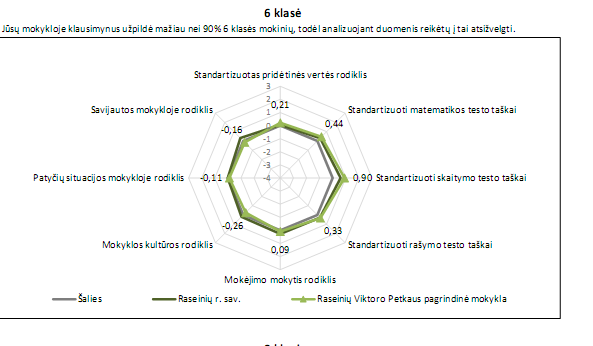 6 klasė
Jūsų mokykloje klausimynus užpildė mažiau nei 90% 6 klasės mokinių, todėl analizuojant duomenis reikėtų į tai atsižvelgti.
Standartizuotas pridėtinės vertės rodiklis
3
2
0,21
1
Savijautos mokykloje rodiklis
Standartizuoti matematikos testo taškai
-0,16
0
0,44
-1
-2
-3
Patyčių situacijos mokykloje rodiklis
-0,11
-4
0,90
Standartizuoti skaitymo testo taškai
-0,26
0,33
Mokyklos kultūros rodiklis
0,09
Standartizuoti rašymo testo taškai
Mokėjimo mokytis rodiklis
Šalies
Raseinių r. sav.
Raseinių Viktoro Petkaus pagrindinė mokykla